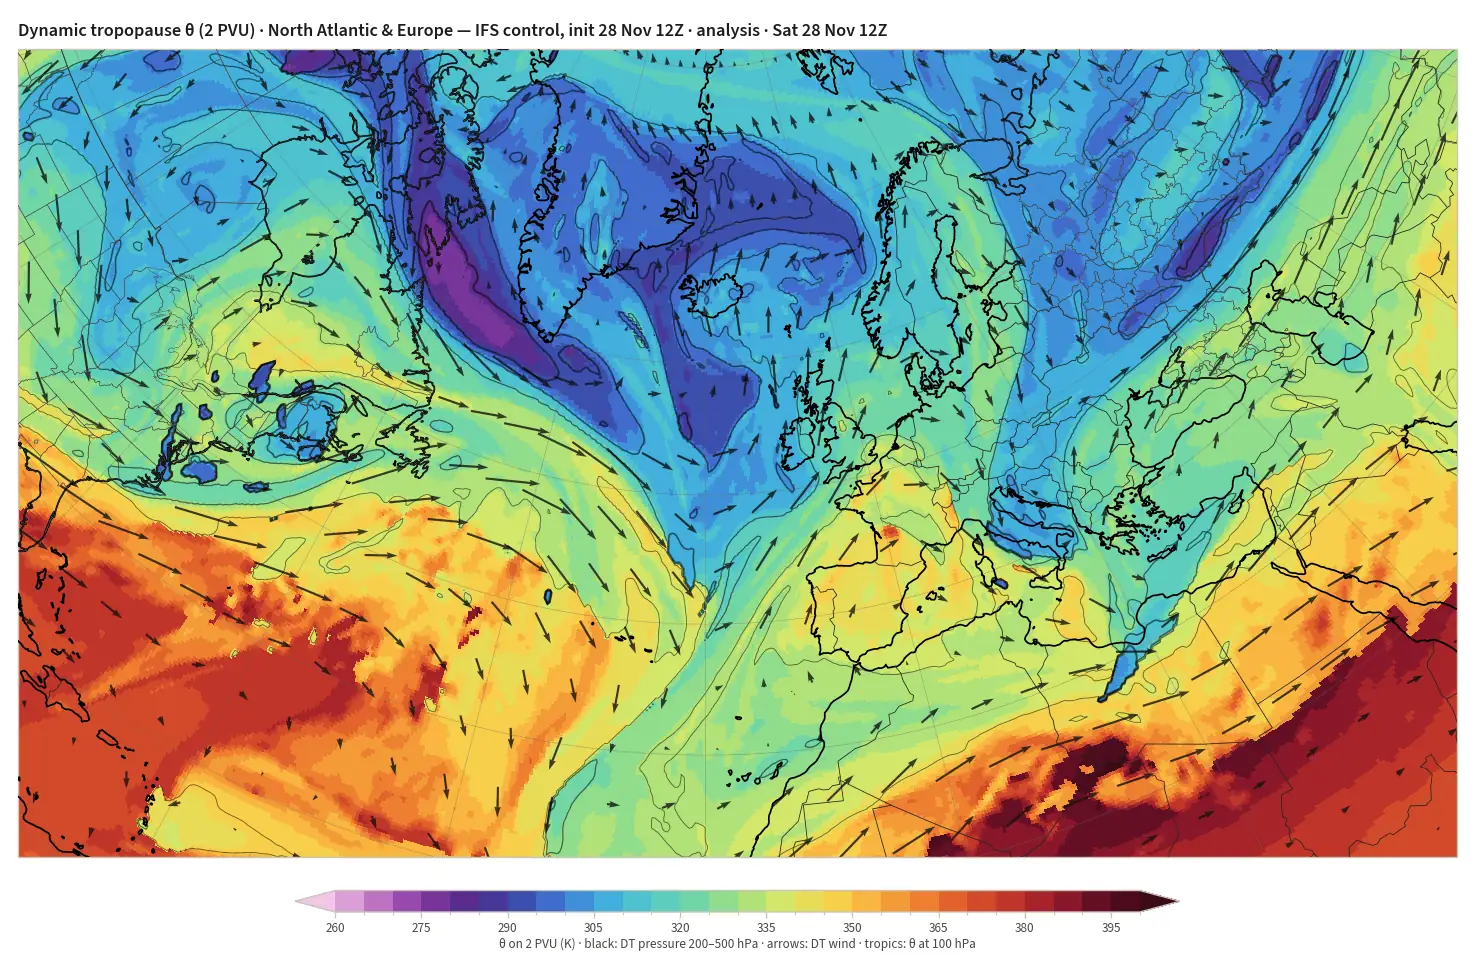 Dynamic tropopause θ (2 PVU) · North Atlantic & Europe — IFS control, init 28 Nov 12Z · analysis · Sat 28 Nov 12Z
260 275 290 305 320 335 350 365 380 395
θ on 2 PVU (K) · black: DT pressure 200–500 hPa · arrows: DT wind · tropics: θ at 100 hPa